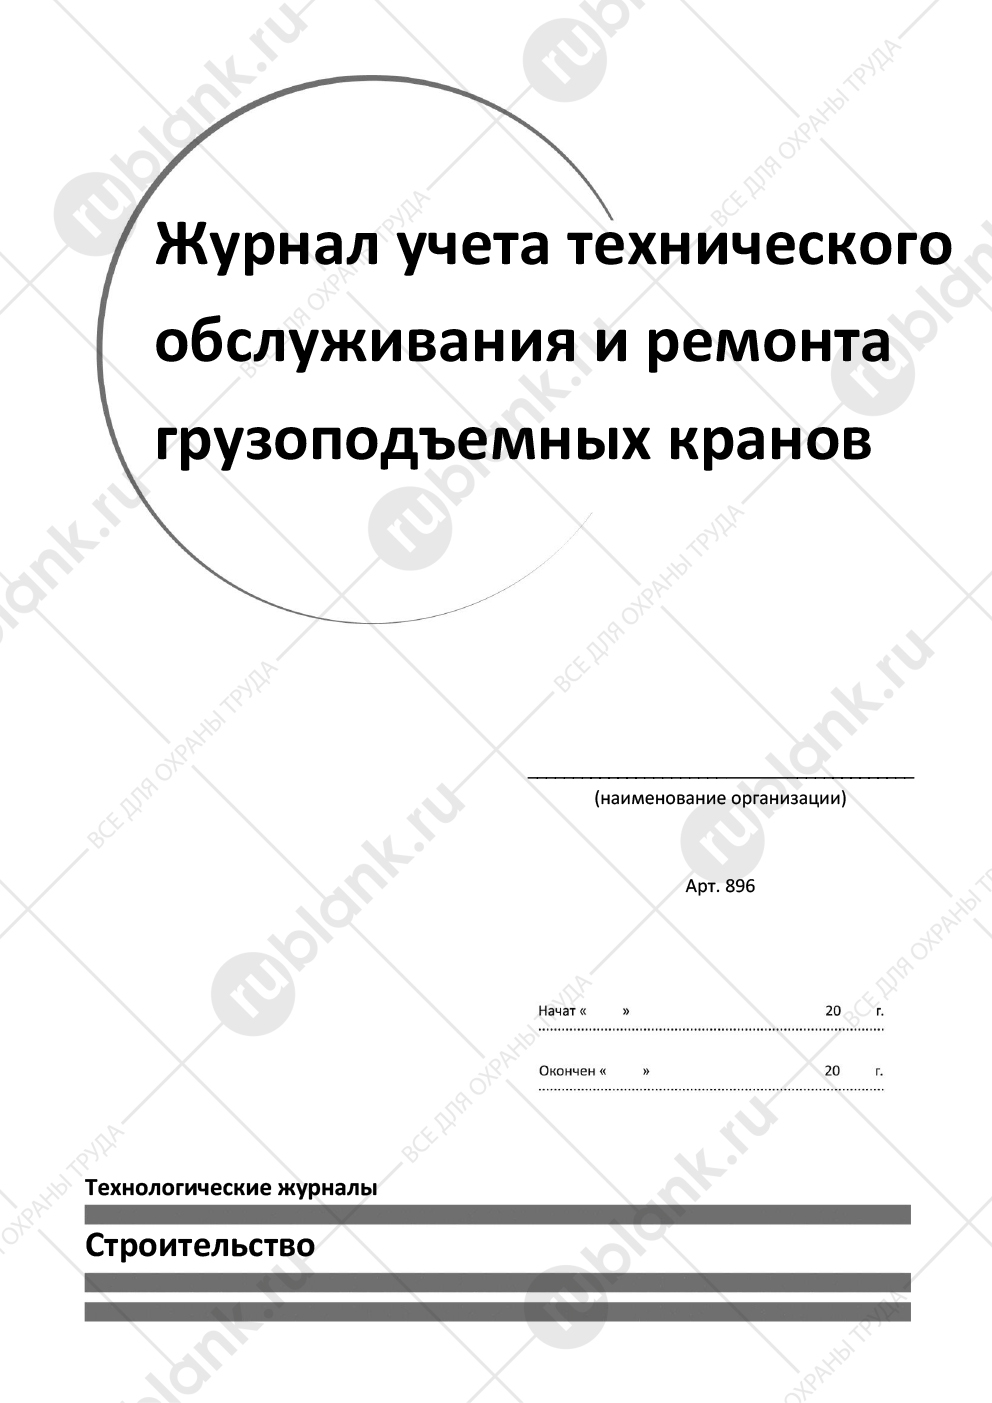 Журнал учета технического
обслуживания и ремонта
грузоподъемных кранов
(наименование организации)
Арт. 896
Начат « » 20 г.
Окончен « » 20 г.
Технологические журналы
Строительство
rublank.ru
ВСЕ ДЛЯ ОХРАНЫ ТРУДА